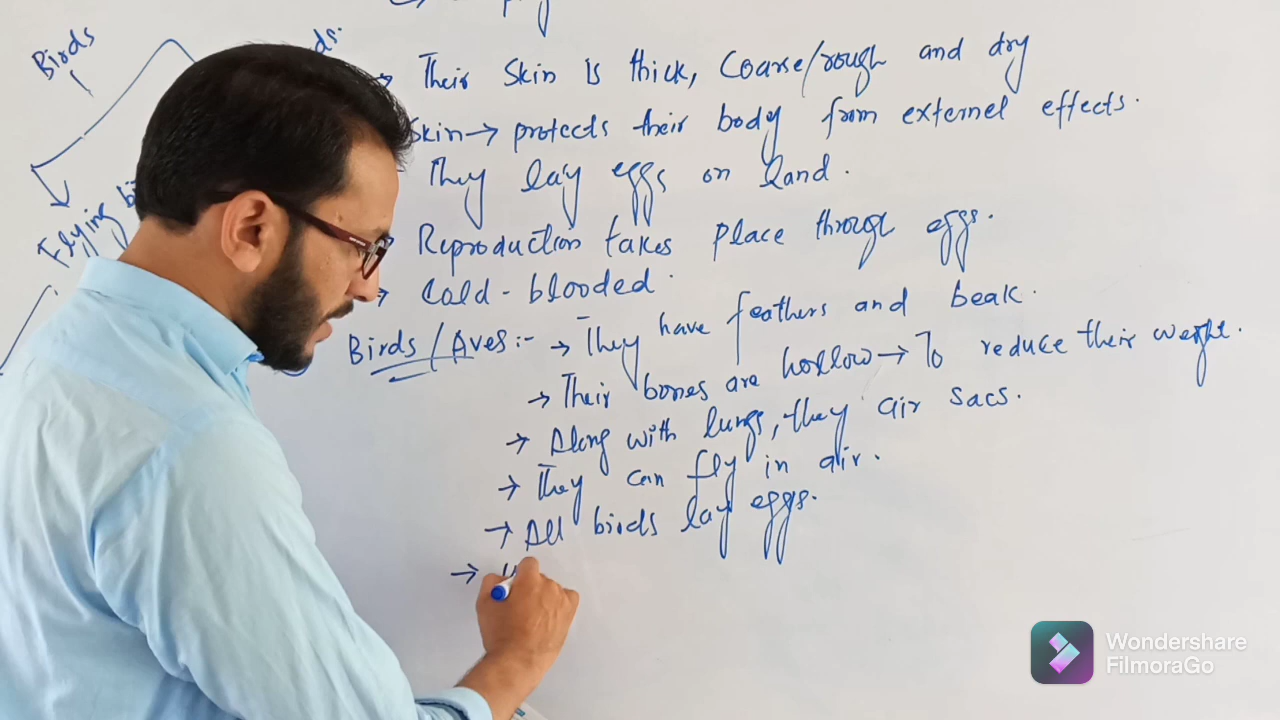 Birds
Flying
Their Skin is thick, Coarse/rough and dry
Skin → protects their body from external effects.
They lay eggs on land.
Reproduction takes place through eggs.
Cold-blooded
Birds/Aves:- → They have feathers and beak.
→ Their bones are hollow → To reduce their weight.
→ Along with lungs, they air sacs.
→ They can fly in air.
→ All birds lay eggs.
→
Wondershare
FilmoraGo